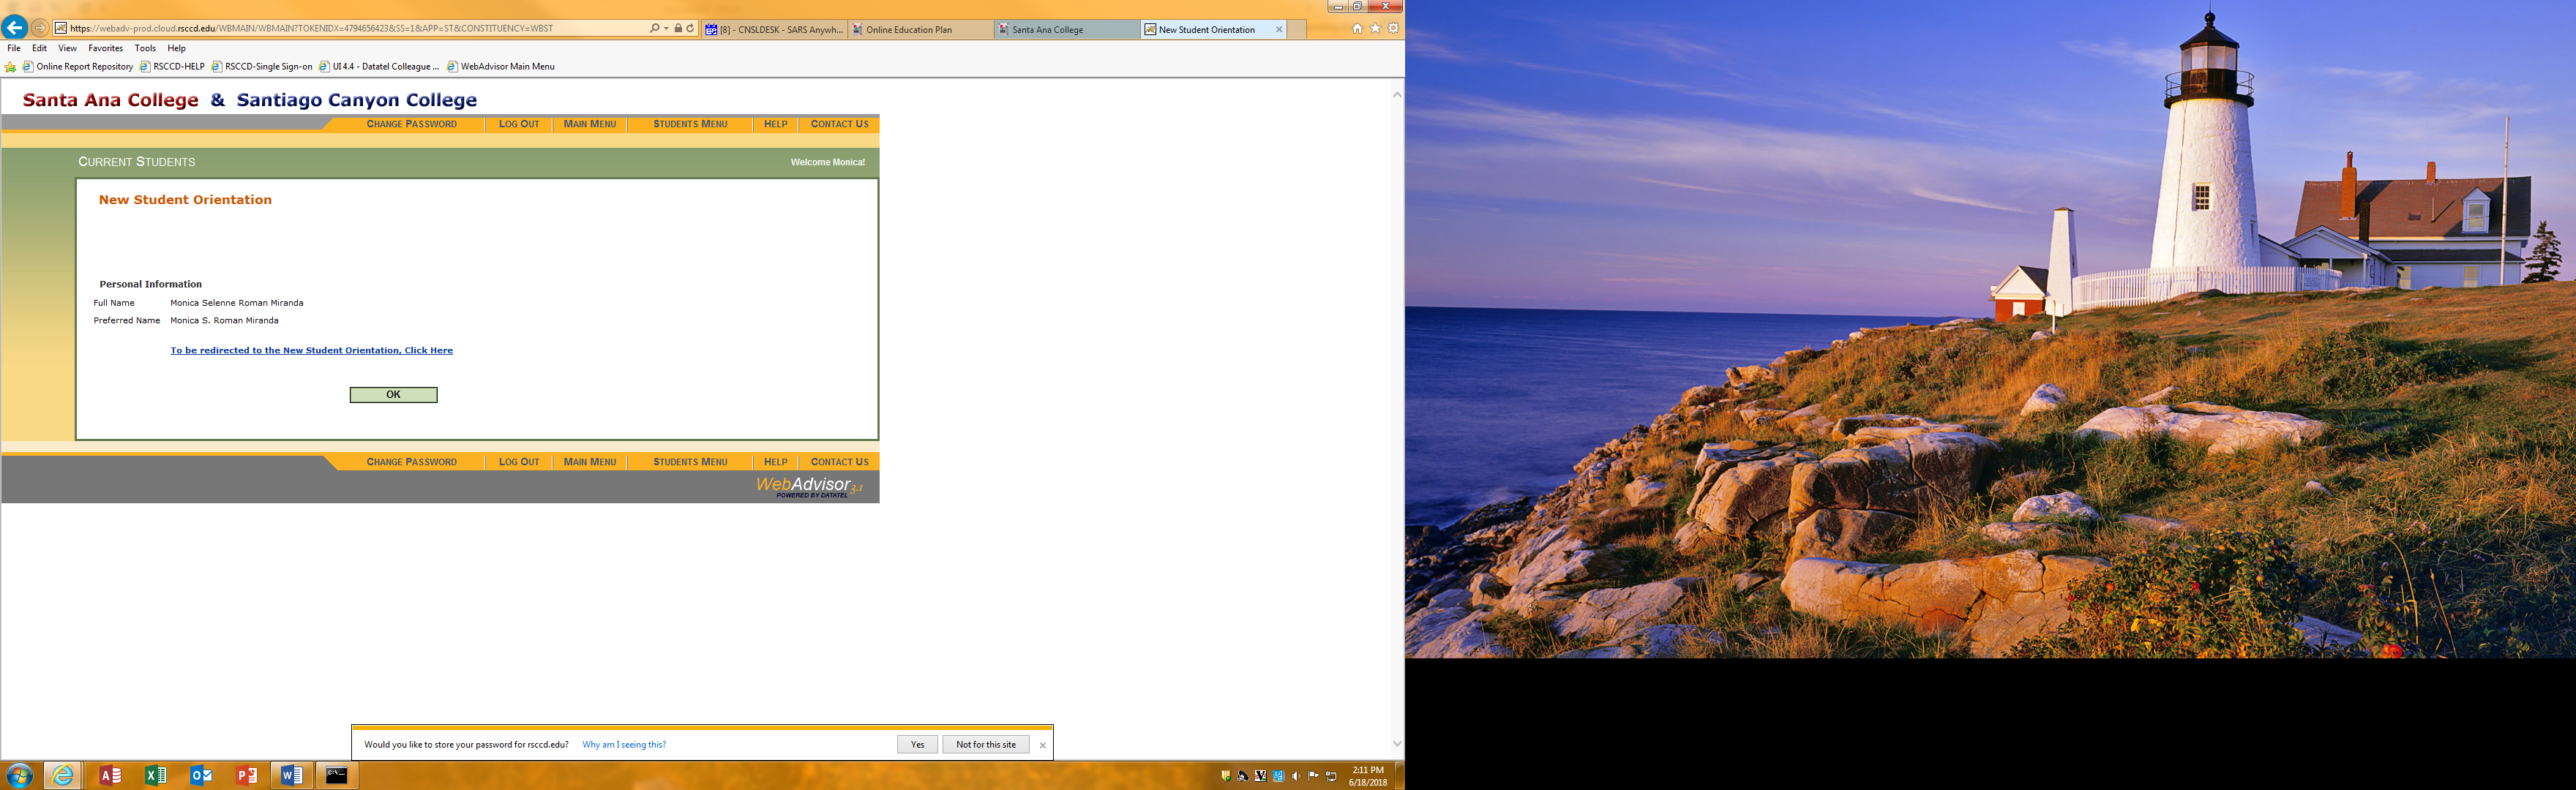 https://webadv-prod.cloud.rsccd.edu/WBMAIN/WBMAIN?TOKENIDX=4794656423&SS=1&APP=ST&CONSTITUENCY=WBST
[8] - CNSLDESK - SARS Anywh...
Online Education Plan
Santa Ana College
New Student Orientation
File Edit View Favorites Tools Help
Online Report Repository RSCCD-HELP RSCCD-Single Sign-on UI 4.4 - Datatel Colleague ... WebAdvisor Main Menu
Santa Ana College & Santiago Canyon College
CHANGE PASSWORD LOG OUT MAIN MENU STUDENTS MENU HELP CONTACT US
CURRENT STUDENTS Welcome Monica!
New Student Orientation
Personal Information
Full Name Monica Selenne Roman Miranda
Preferred Name Monica S. Roman Miranda
To be redirected to the New Student Orientation, Click Here
OK
CHANGE PASSWORD LOG OUT MAIN MENU STUDENTS MENU HELP CONTACT US
WebAdvisor 3.1
POWERED BY DATATEL
Would you like to store your password for rsccd.edu? Why am I seeing this? Yes Not for this site
2:11 PM
6/18/2018